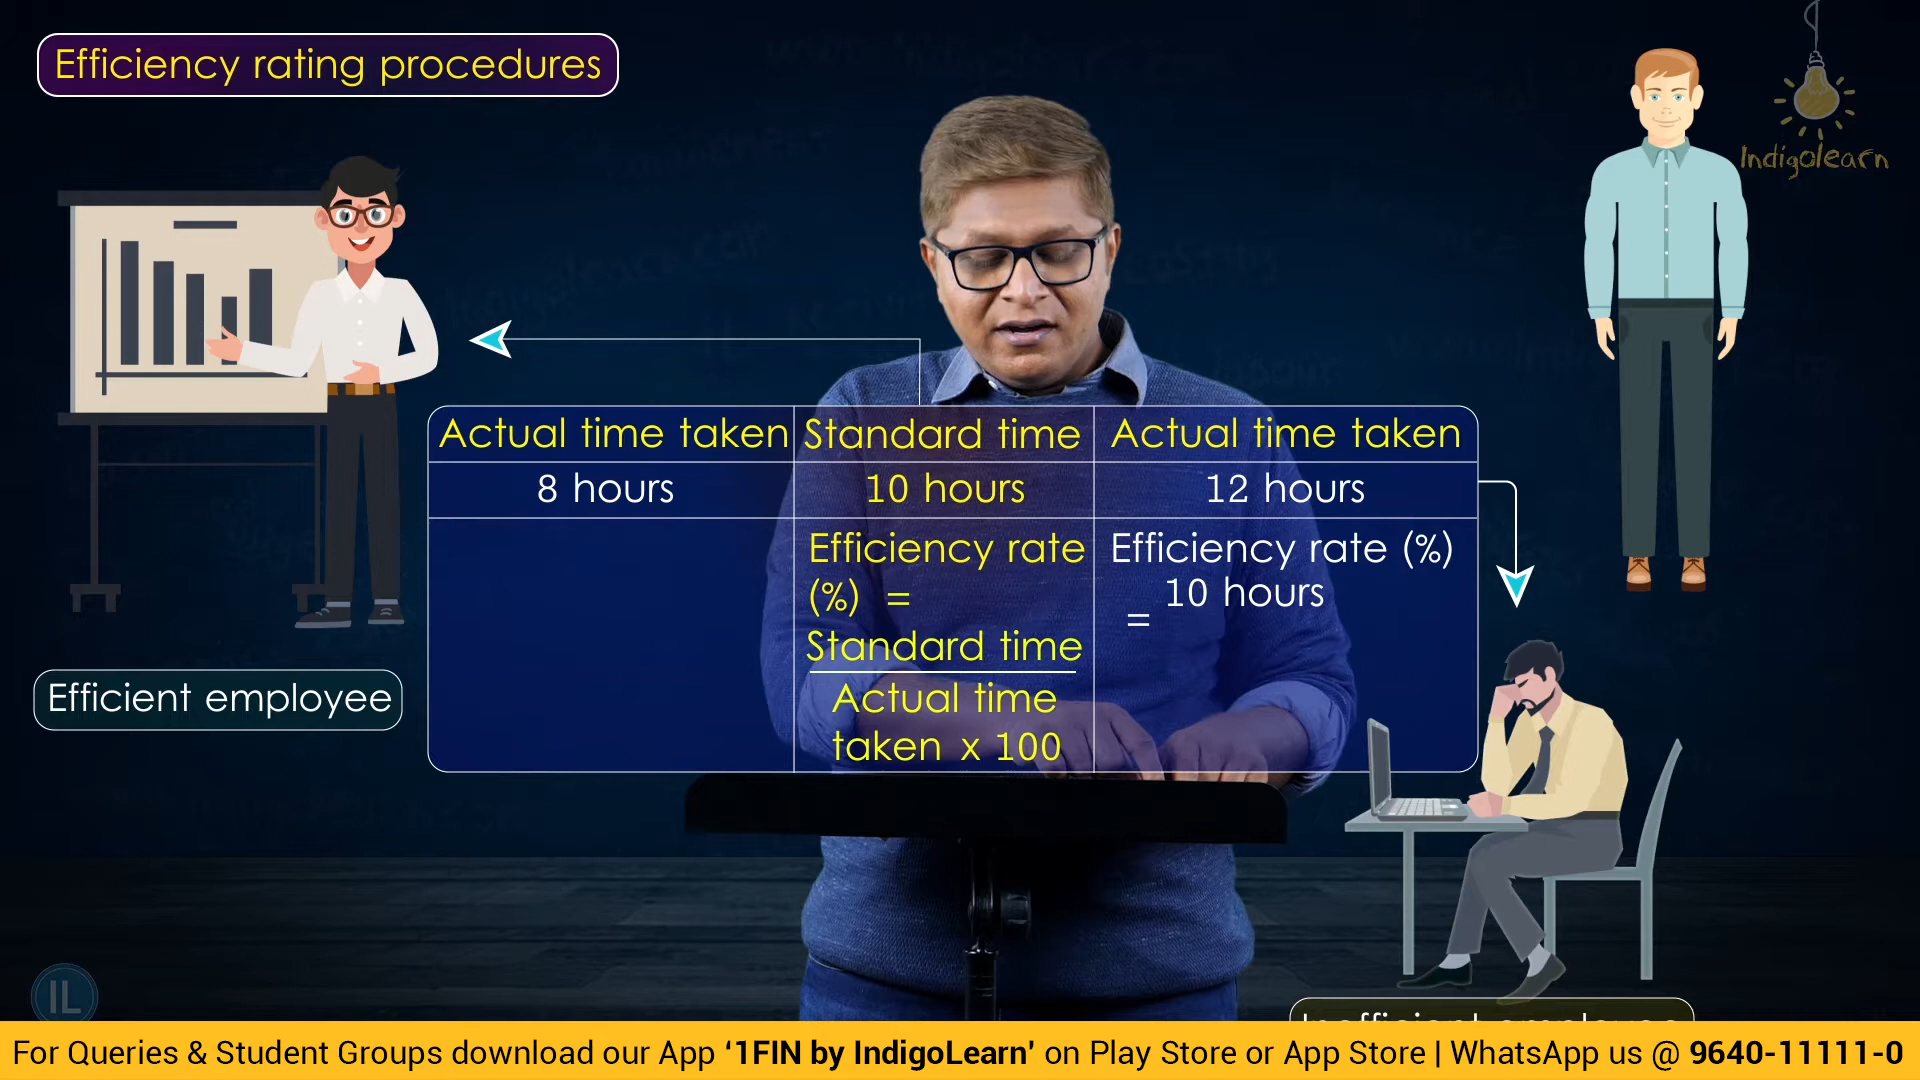 Efficiency rating procedures
Indigolearn
Actual time taken
Standard time
Actual time taken
8 hours
10 hours
12 hours
Efficiency rate
(%) =
Standard time
Actual time
taken x 100
Efficiency rate (%)
=
10 hours
Efficient employee
Inefficient employee
IL
For Queries & Student Groups download our App ‘1FIN by IndigoLearn’ on Play Store or App Store | WhatsApp us @ 9640-11111-0